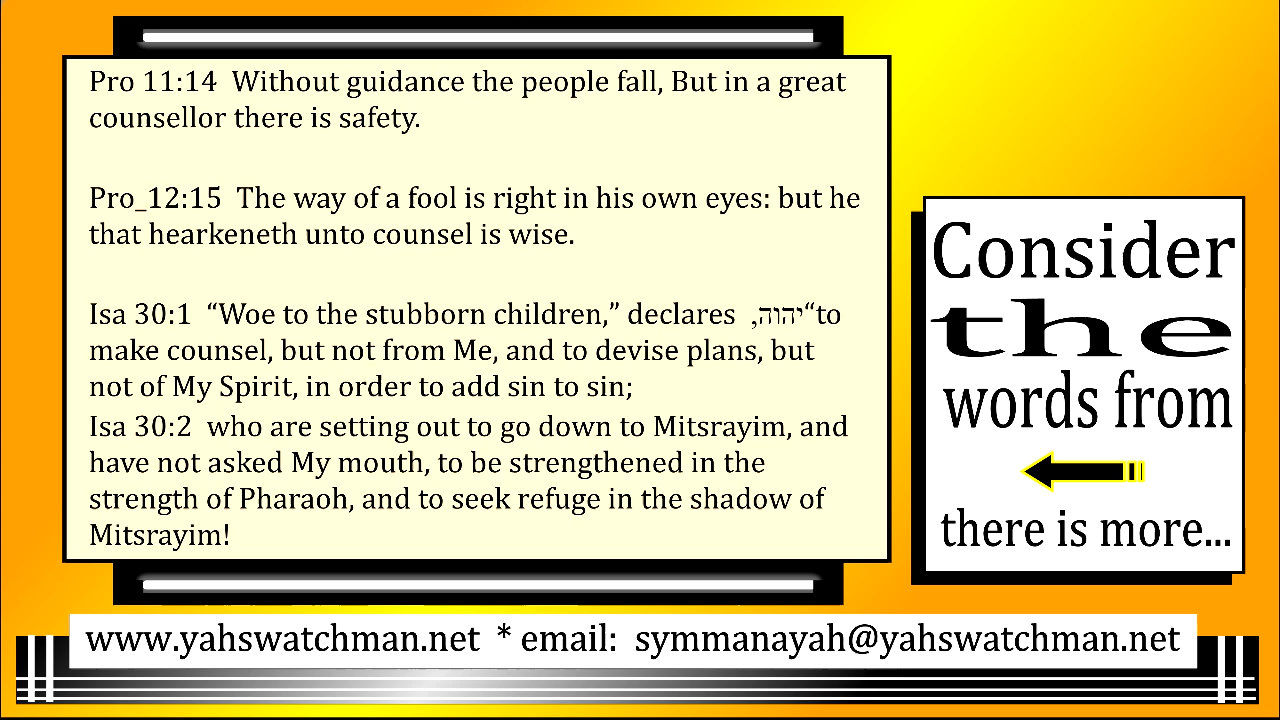 Pro 11:14  Without guidance the people fall, But in a great
counsellor there is safety.
Pro_12:15  The way of a fool is right in his own eyes: but he
that hearkeneth unto counsel is wise.
Isa 30:1  “Woe to the stubborn children,” declares  יהוה,“to
make counsel, but not from Me, and to devise plans, but
not of My Spirit, in order to add sin to sin;
Isa 30:2  who are setting out to go down to Mitsrayim, and
have not asked My mouth, to be strengthened in the
strength of Pharaoh, and to seek refuge in the shadow of
Mitsrayim!
Consider
the
words from
there is more...
www.yahswatchman.net  * email:  symmanayah@yahswatchman.net